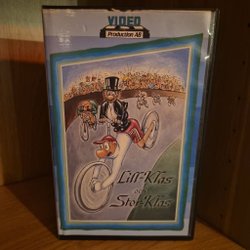 VIDEO
Production AB
Lill-Klas
och
Stor-Klas